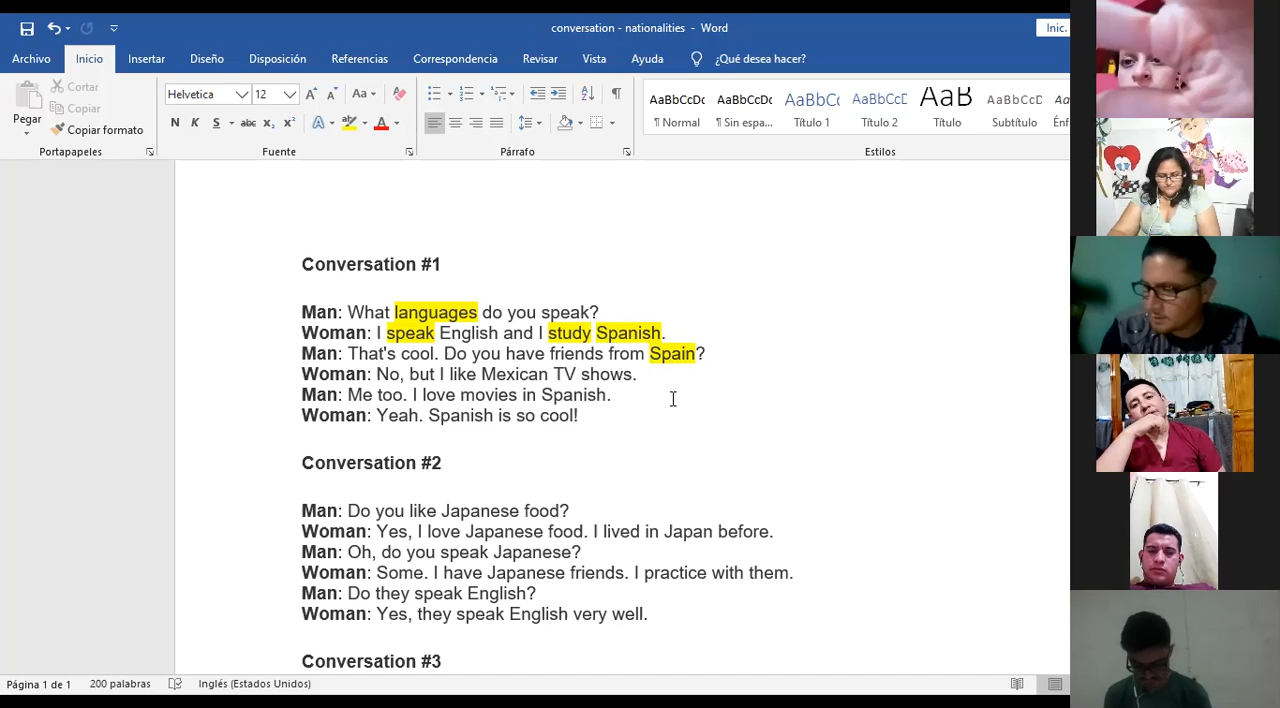 conversation - nationalities - Word
Inic.
Archivo Inicio Insertar Diseño Disposición Referencias Correspondencia Revisar Vista Ayuda ¿Qué desea hacer?
Pegar
Cortar
Copiar
Copiar formato
Portapapeles
Helvetica 12
N K S abc x₂ x²
Fuente
Párrafo
AaBbCcDc AaBbCcDc AaBbCc AaBbCcD AaB AaBbCcD
¶ Normal ¶ Sin espa... Título 1 Título 2 Título Subtítulo Énf
Estilos
Conversation #1
Man: What languages do you speak?
Woman: I speak English and I study Spanish.
Man: That's cool. Do you have friends from Spain?
Woman: No, but I like Mexican TV shows.
Man: Me too. I love movies in Spanish.
Woman: Yeah. Spanish is so cool!
Conversation #2
Man: Do you like Japanese food?
Woman: Yes, I love Japanese food. I lived in Japan before.
Man: Oh, do you speak Japanese?
Woman: Some. I have Japanese friends. I practice with them.
Man: Do they speak English?
Woman: Yes, they speak English very well.
Conversation #3
Página 1 de 1 200 palabras Inglés (Estados Unidos)